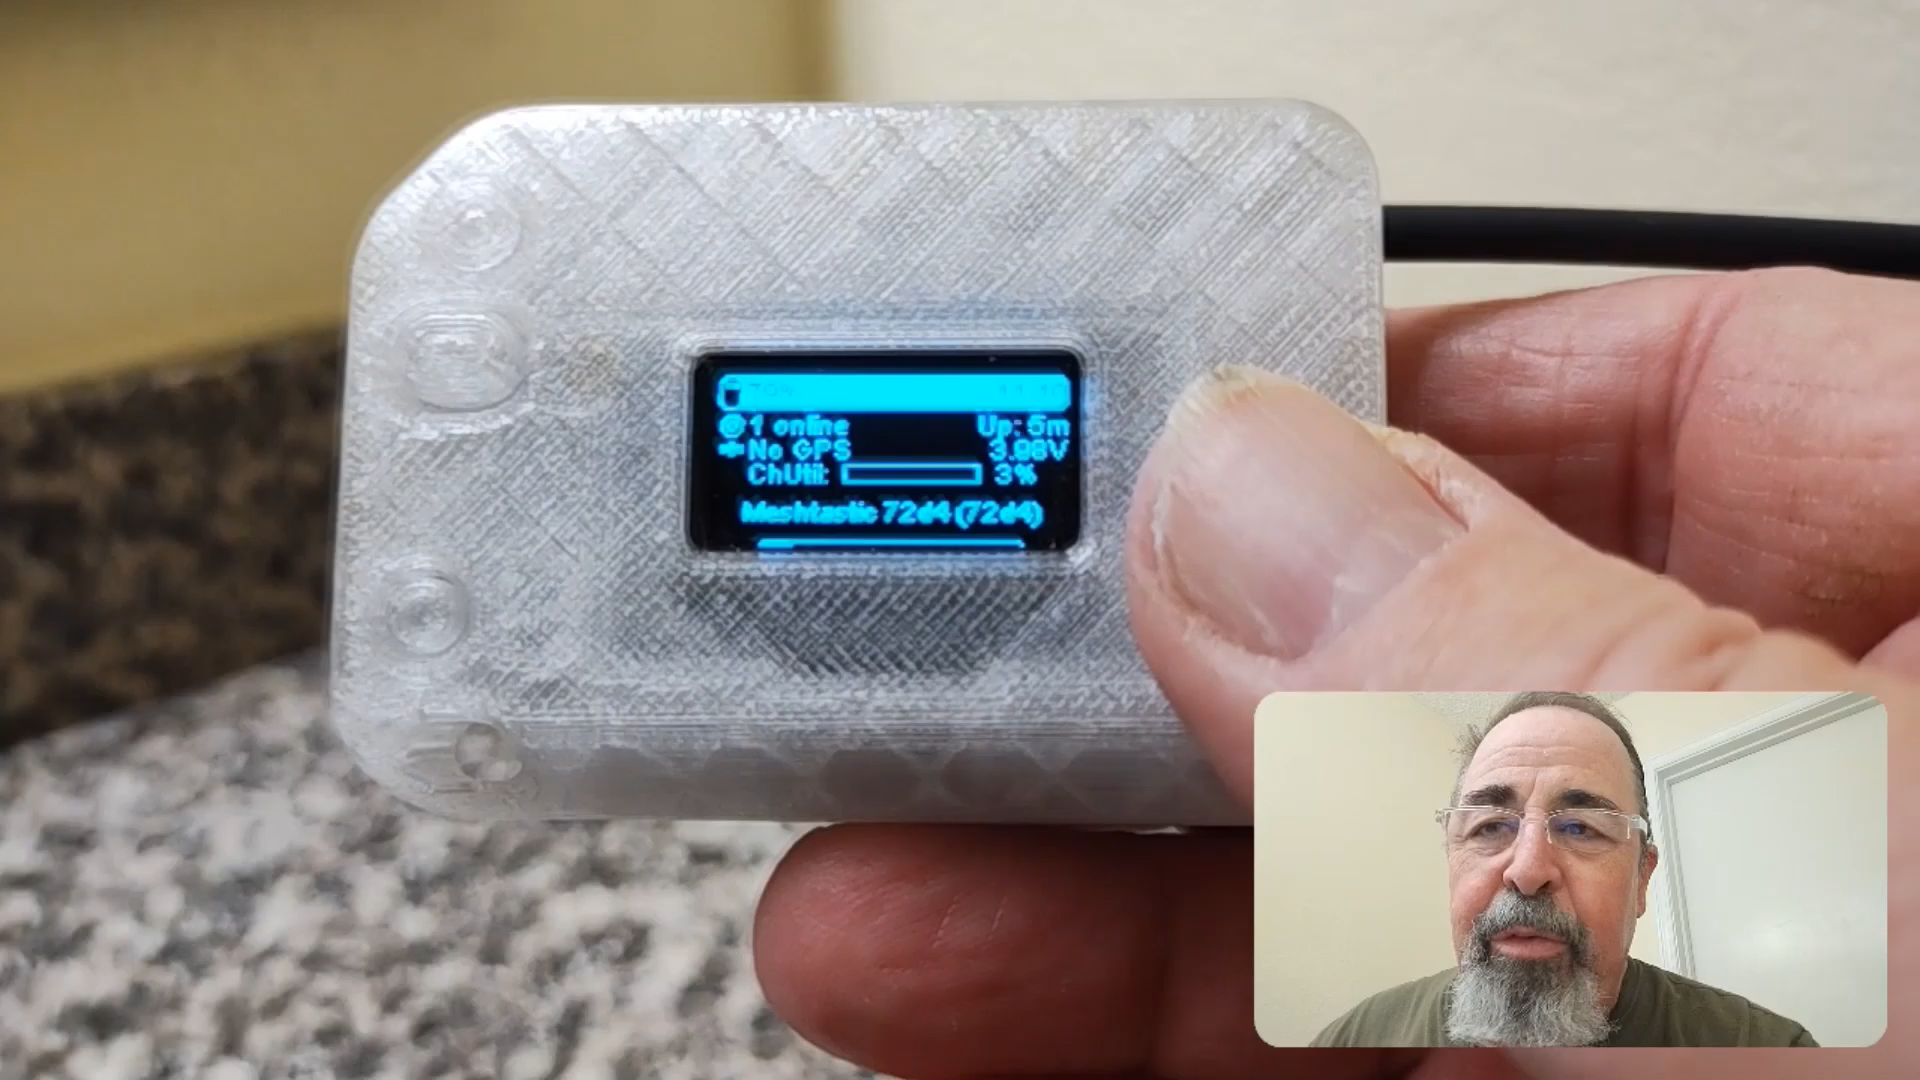 @ 1 online Up: 5m
No GPS 3.98V
ChUtil: 3%
Meshtastic 72d4 (72d4)